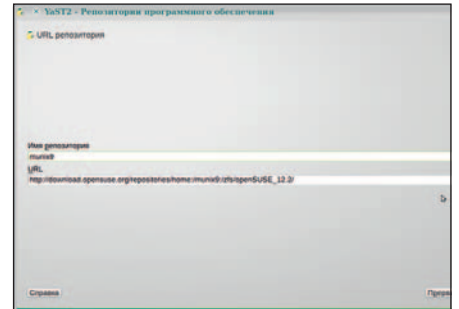 YaST2 - Репозитории программного обеспечения
URL репозитория
Имя репозитория
munix9
URL
http://download.opensuse.org/repositories/home:/munix9:/zfs/openSUSE_12.2/
Справка